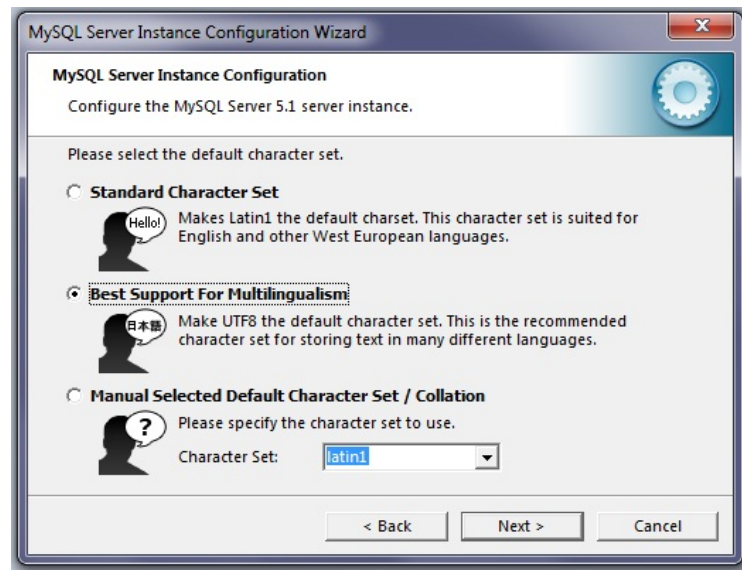 MySQL Server Instance Configuration Wizard
MySQL Server Instance Configuration
Configure the MySQL Server 5.1 server instance.
Please select the default character set.
Standard Character Set
Hello!
Makes Latin1 the default charset. This character set is suited for
English and other West European languages.
Best Support For Multilingualism
日本語
Make UTF8 the default character set. This is the recommended
character set for storing text in many different languages.
Manual Selected Default Character Set / Collation
?
Please specify the character set to use.
Character Set: latin1
< Back Next > Cancel